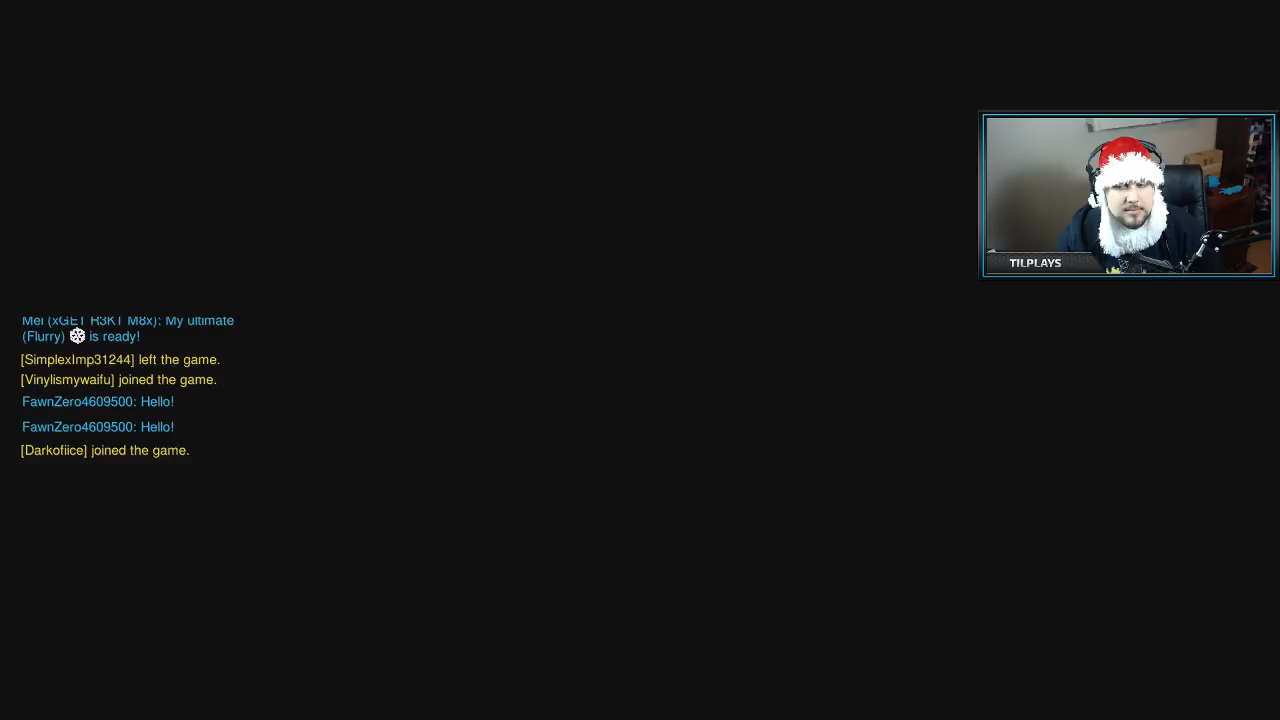 Mei (xGET R3KT M8x): My ultimate
(Flurry) is ready!
[SimplexImp31244] left the game.
[Vinylismywaifu] joined the game.
FawnZero4609500: Hello!
FawnZero4609500: Hello!
[Darkofiice] joined the game.
TILPLAYS